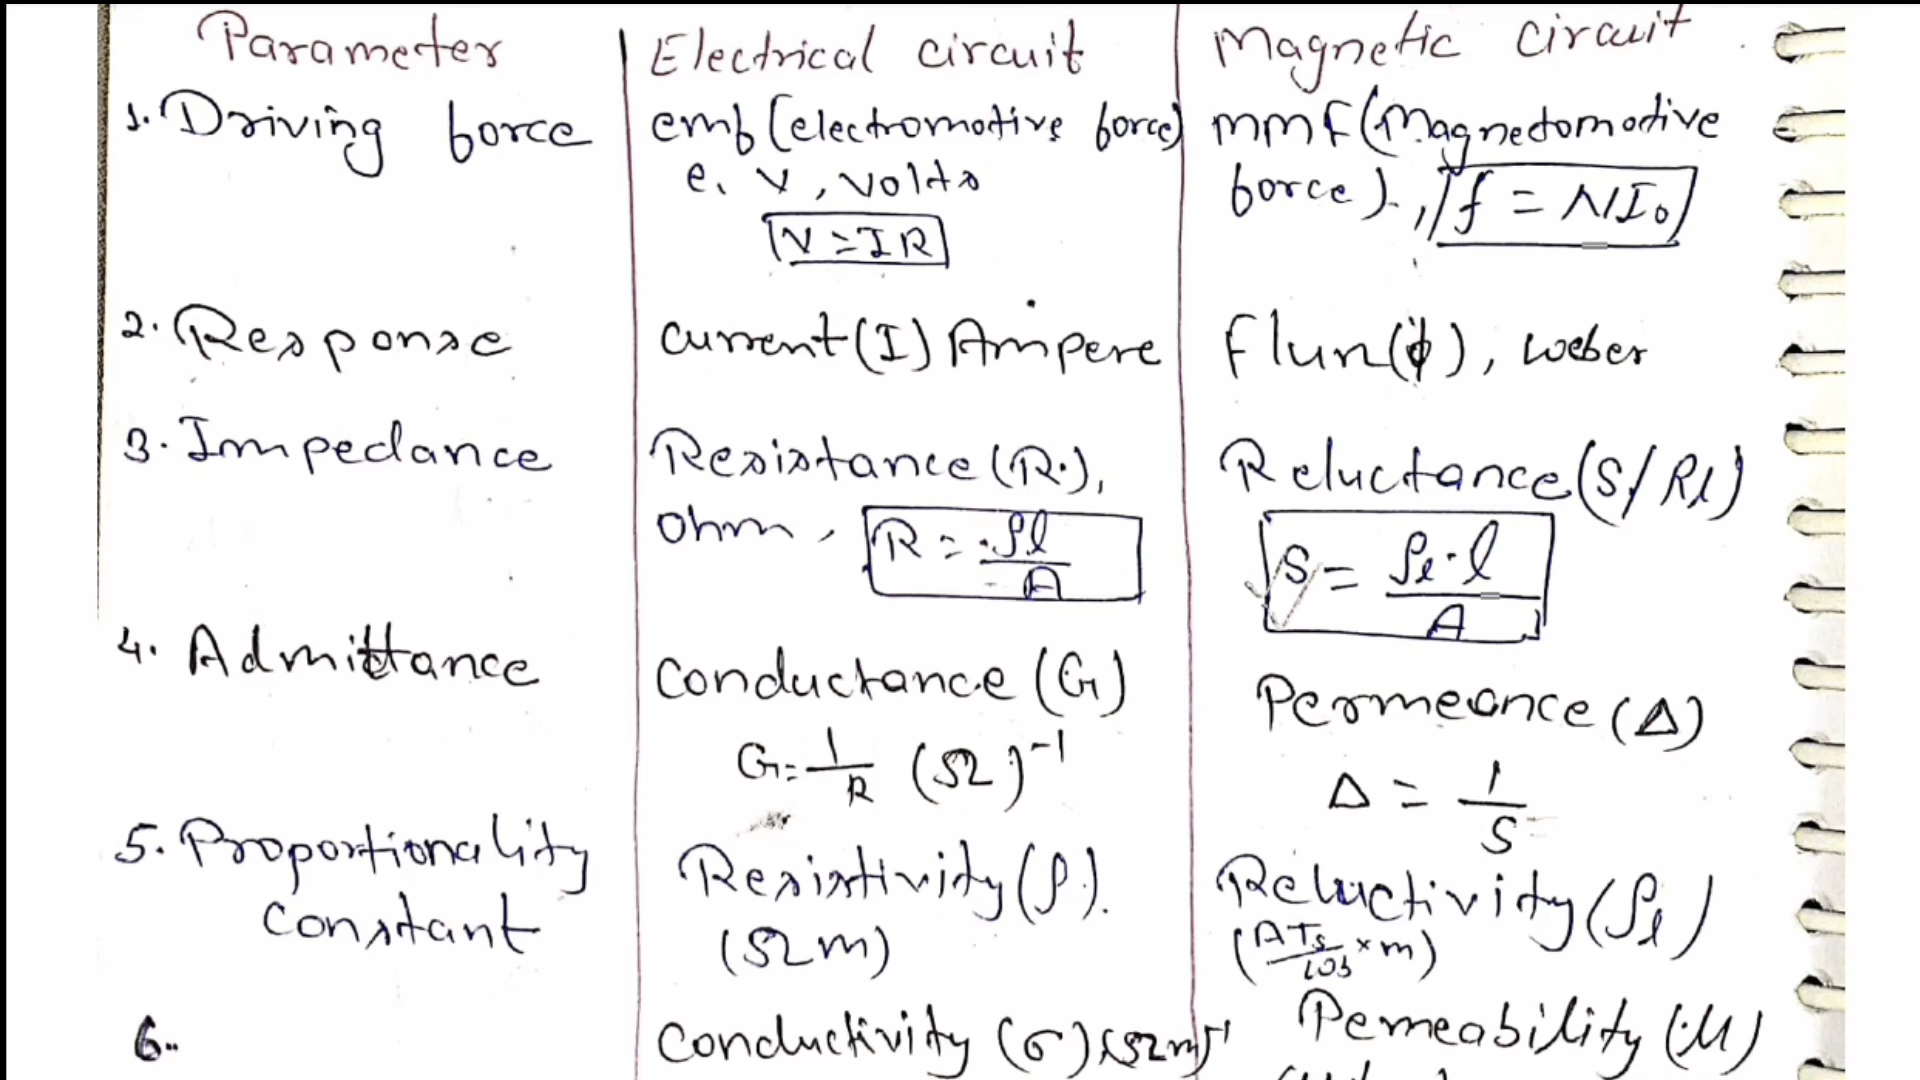 Parameter
Electrical circuit
Magnetic circuit
1. Driving force
emf (electromotive force)
e. V, volts
V = IR
mmf (Magnetomotive
force)., f = NI₀
2. Response
current (I) Ampere
flux (ϕ), weber
3. Impedance
Resistance (R.),
ohm, R = ρl/A
Reluctance (S/Rl)
S = ρl·l/A
4. Admittance
Conductance (G)
G = 1/R (Ω)⁻¹
Permeance (Δ)
Δ = 1/S
5. Proportionality
constant
Resistivity (ρ).
(Ωm)
Reluctivity (ρl)
(ATs/wb × m)
6.
Conductivity (σ) (Ωm)⁻¹
Permeability (μ)